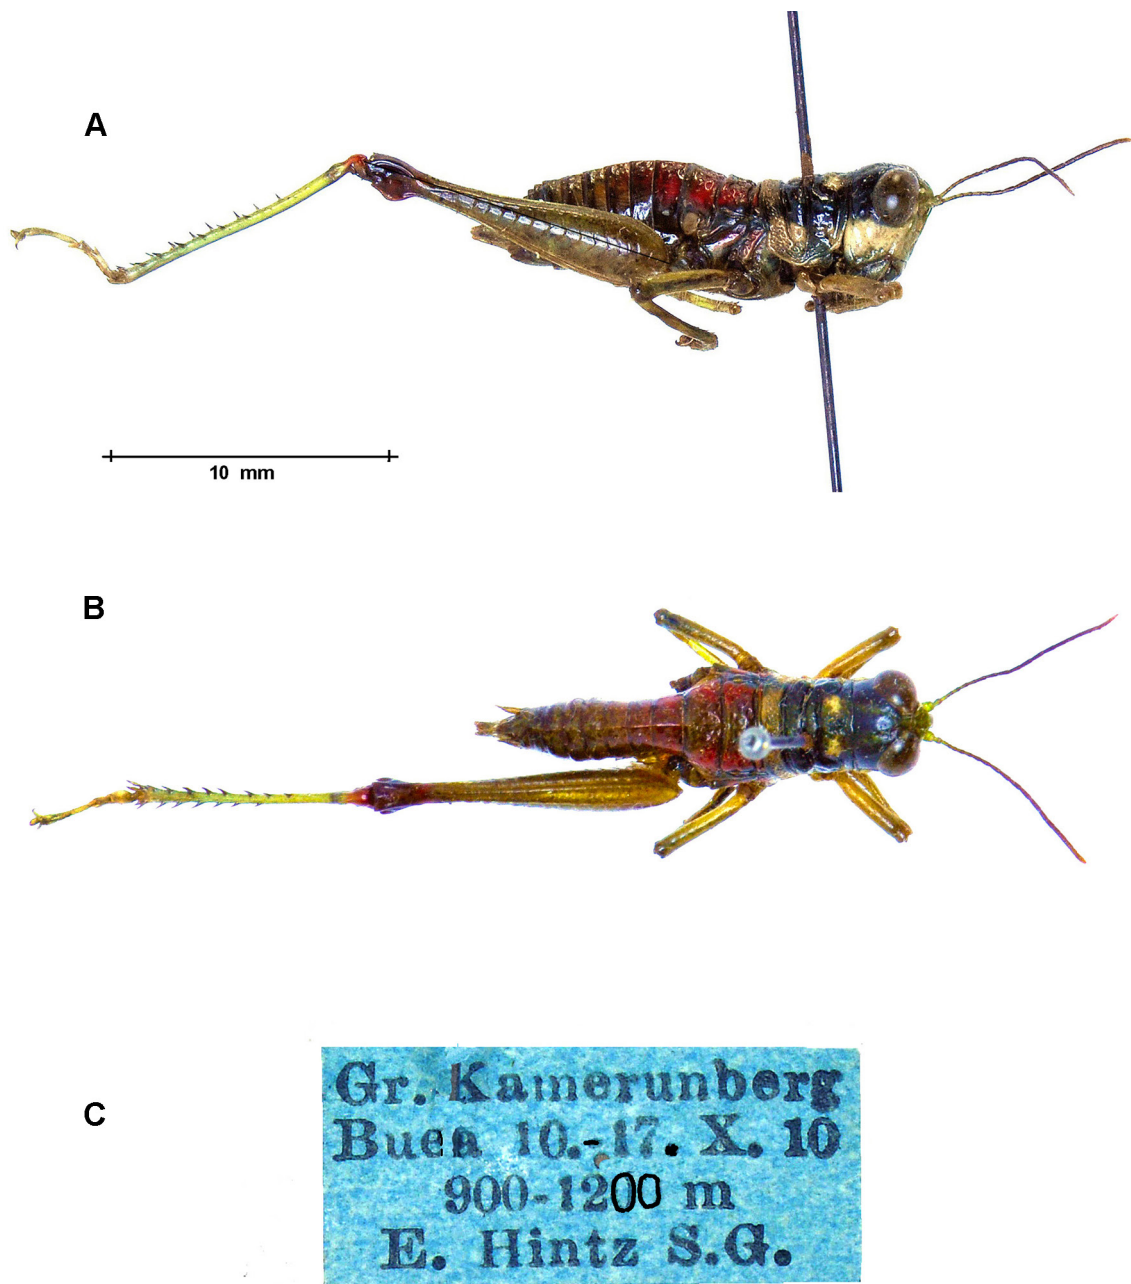 A
10 mm
B
C
Gr. Kamerunberg
Buea 10.-17. X. 10
900-1200 m
E. Hintz S.G.